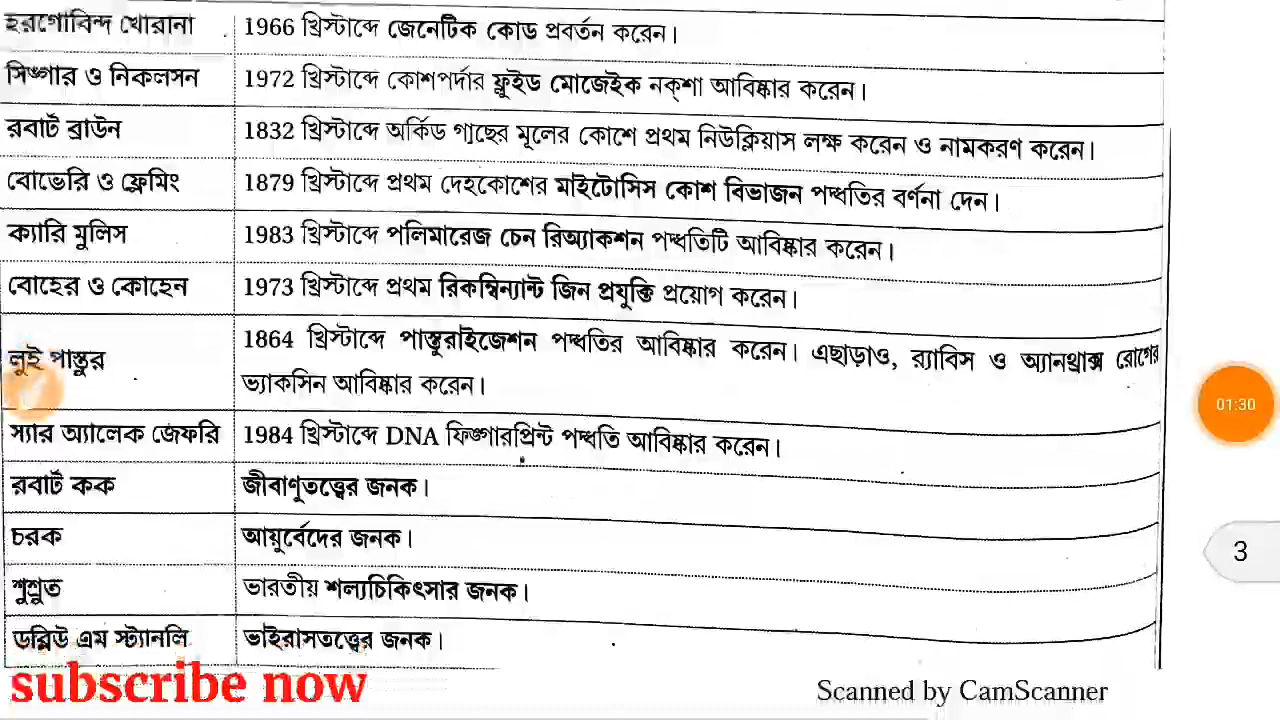 হরগোবিন্দ খোরানা 1966 খ্রিস্টাব্দে জেনেটিক কোড প্রবর্তন করেন।
সিঙ্গার ও নিকলসন 1972 খ্রিস্টাব্দে কোশপর্দার ফ্লুইড মোজেইক নক্‌শা আবিষ্কার করেন।
রবার্ট ব্রাউন 1832 খ্রিস্টাব্দে অর্কিড গাছের মূলের কোশে প্রথম নিউক্লিয়াস লক্ষ করেন ও নামকরণ করেন।
বোভেরি ও ফ্লেমিং 1879 খ্রিস্টাব্দে প্রথম দেহকোশের মাইটোসিস কোশ বিভাজন পদ্ধতির বর্ণনা দেন।
ক্যারি মুলিস 1983 খ্রিস্টাব্দে পলিমারেজ চেন রিঅ্যাকশন পদ্ধতিটি আবিষ্কার করেন।
বোহের ও কোহেন 1973 খ্রিস্টাব্দে প্রথম রিকম্বিন্যান্ট জিন প্রযুক্তি প্রয়োগ করেন।
লুই পাস্তুর 1864 খ্রিস্টাব্দে পাস্তুরাইজেশন পদ্ধতির আবিষ্কার করেন। এছাড়াও, র‍্যাবিস ও অ্যানথ্রাক্স রোগের
ভ্যাকসিন আবিষ্কার করেন।
01:30
স্যার অ্যালেক জেফরি 1984 খ্রিস্টাব্দে DNA ফিঙ্গারপ্রিন্ট পদ্ধতি আবিষ্কার করেন।
রবার্ট কক জীবাণুতত্ত্বের জনক।
চরক আয়ুর্বেদের জনক।
3
শুশ্রুত ভারতীয় শল্যচিকিৎসার জনক।
ডব্লিউ এম স্ট্যানলি ভাইরাসতত্ত্বের জনক।
subscribe now
Scanned by CamScanner